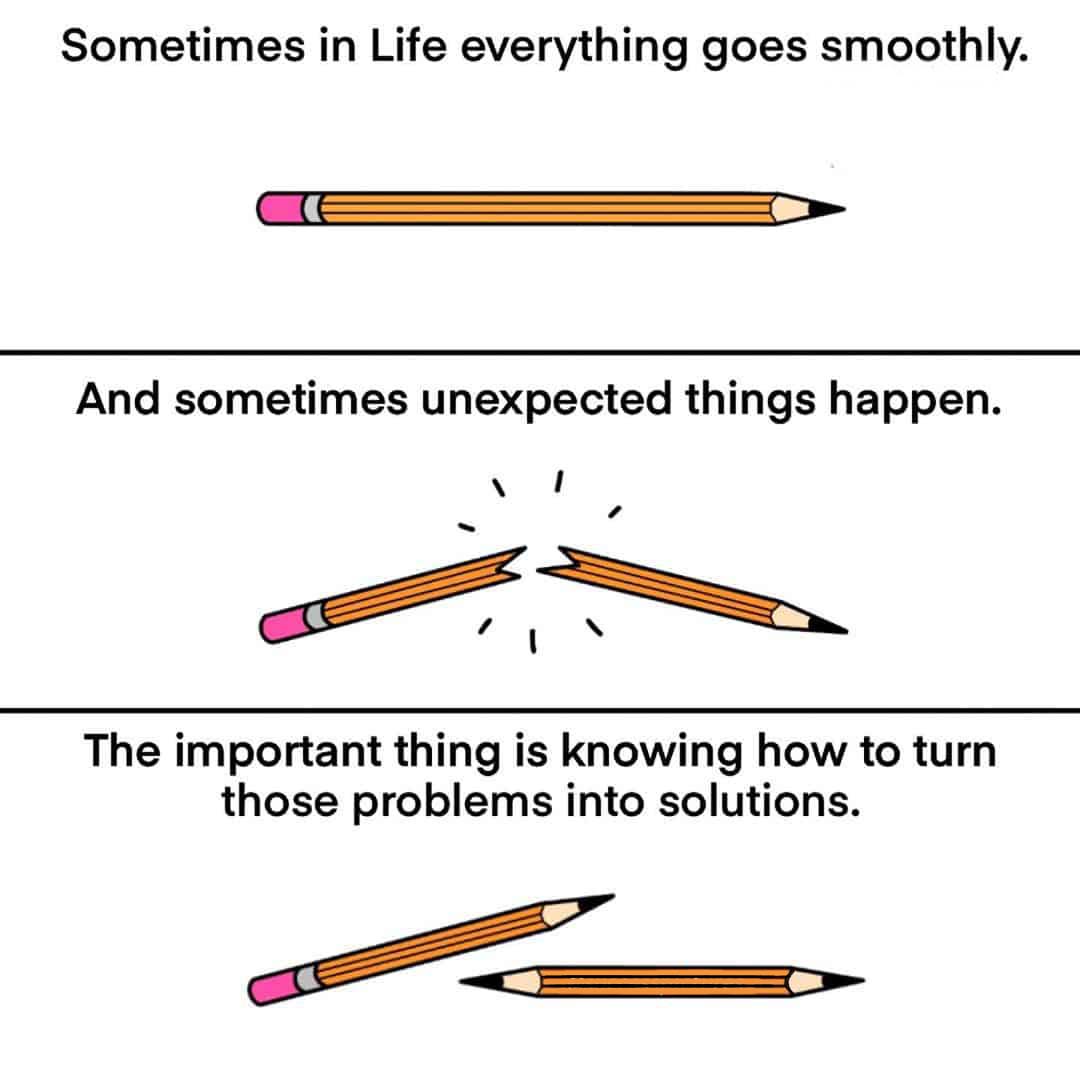 Sometimes in Life everything goes smoothly.
And sometimes unexpected things happen.
The important thing is knowing how to turn
those problems into solutions.